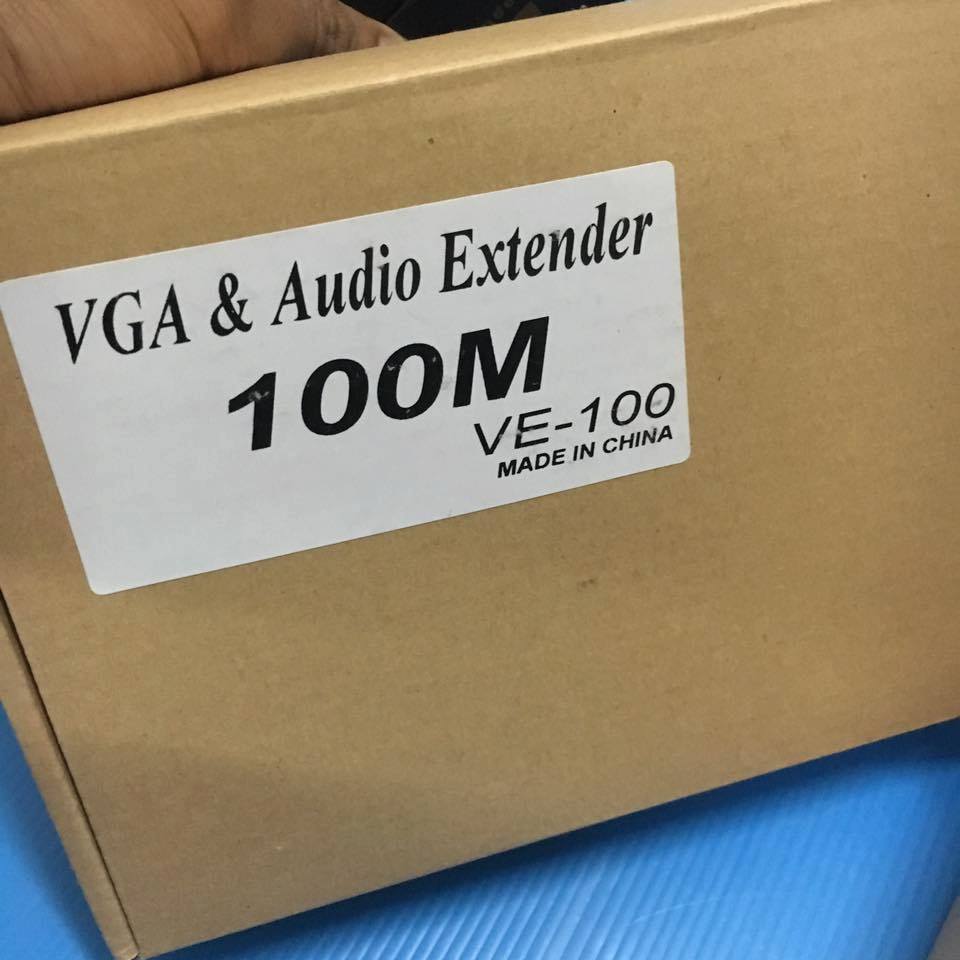 VGA & Audio Extender
100M
VE-100
MADE IN CHINA